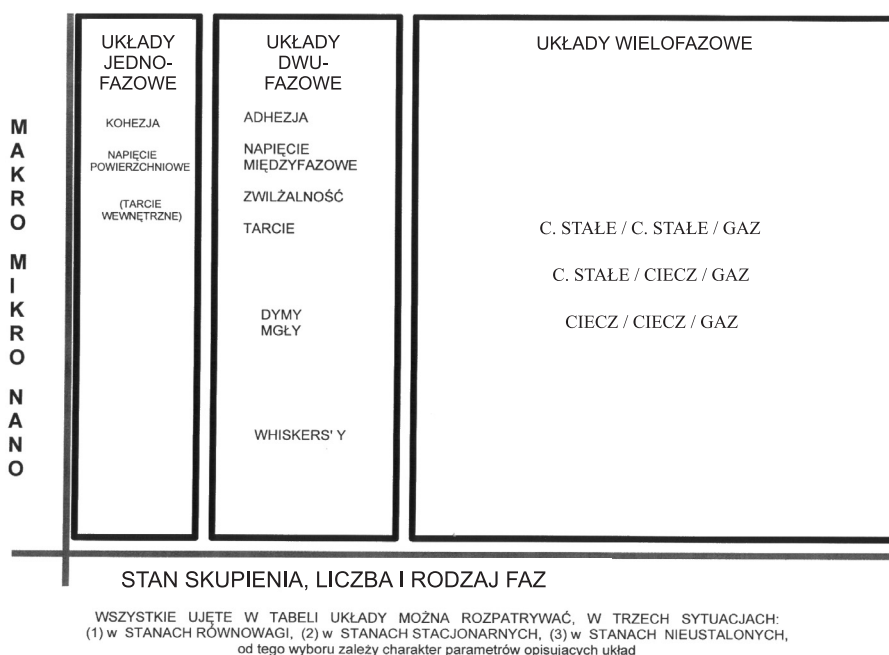 UKŁADY
JEDNO-
FAZOWE
KOHEZJA
NAPIĘCIE
POWIERZCHNIOWE
(TARCIE
WEWNĘTRZNE)
UKŁADY
DWU-
FAZOWE
ADHEZJA
NAPIĘCIE
MIĘDZYFAZOWE
ZWILŻALNOŚĆ
TARCIE
DYMY
MGŁY
WHISKERS' Y
UKŁADY WIELOFAZOWE
C. STAŁE / C. STAŁE / GAZ
C. STAŁE / CIECZ / GAZ
CIECZ / CIECZ / GAZ
MAKRO MIKRO NANO
STAN SKUPIENIA, LICZBA I RODZAJ FAZ
WSZYSTKIE UJĘTE W TABELI UKŁADY MOŻNA ROZPATRYWAĆ, W TRZECH SYTUACJACH:
(1) w STANACH RÓWNOWAGI, (2) w STANACH STACJONARNYCH, (3) w STANACH NIEUSTALONYCH,
od tego wyboru zależy charakter parametrów opisujących układ